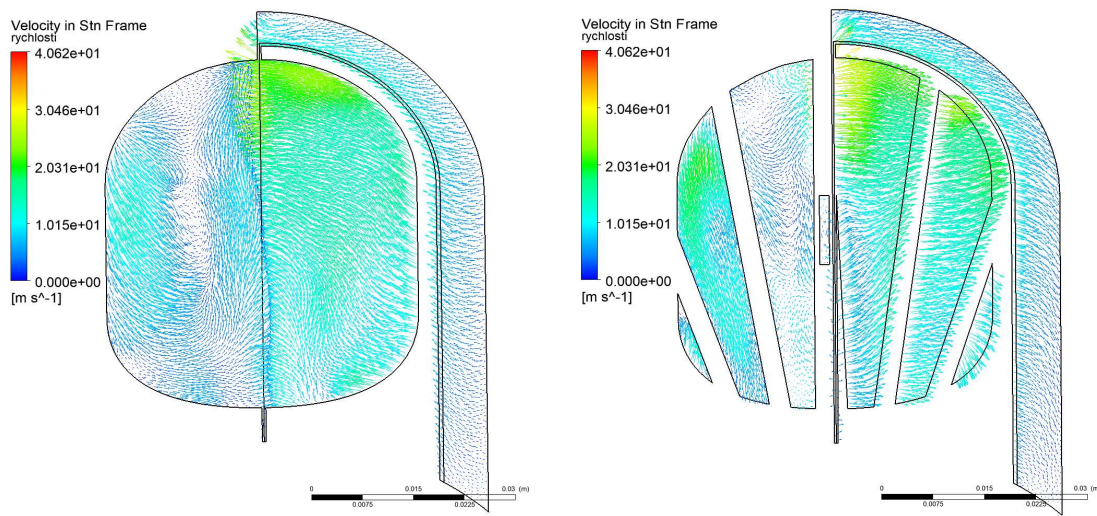 Velocity in Stn Frame
rychlosti
4.062e+01
3.046e+01
2.031e+01
1.015e+01
0.000e+00
[m s^-1]
0
0.015
0.03 (m)
0.0075
0.0225
Velocity in Stn Frame
rychlosti
4.062e+01
3.046e+01
2.031e+01
1.015e+01
0.000e+00
[m s^-1]
0
0.015
0.03 (m
0.0075
0.0225